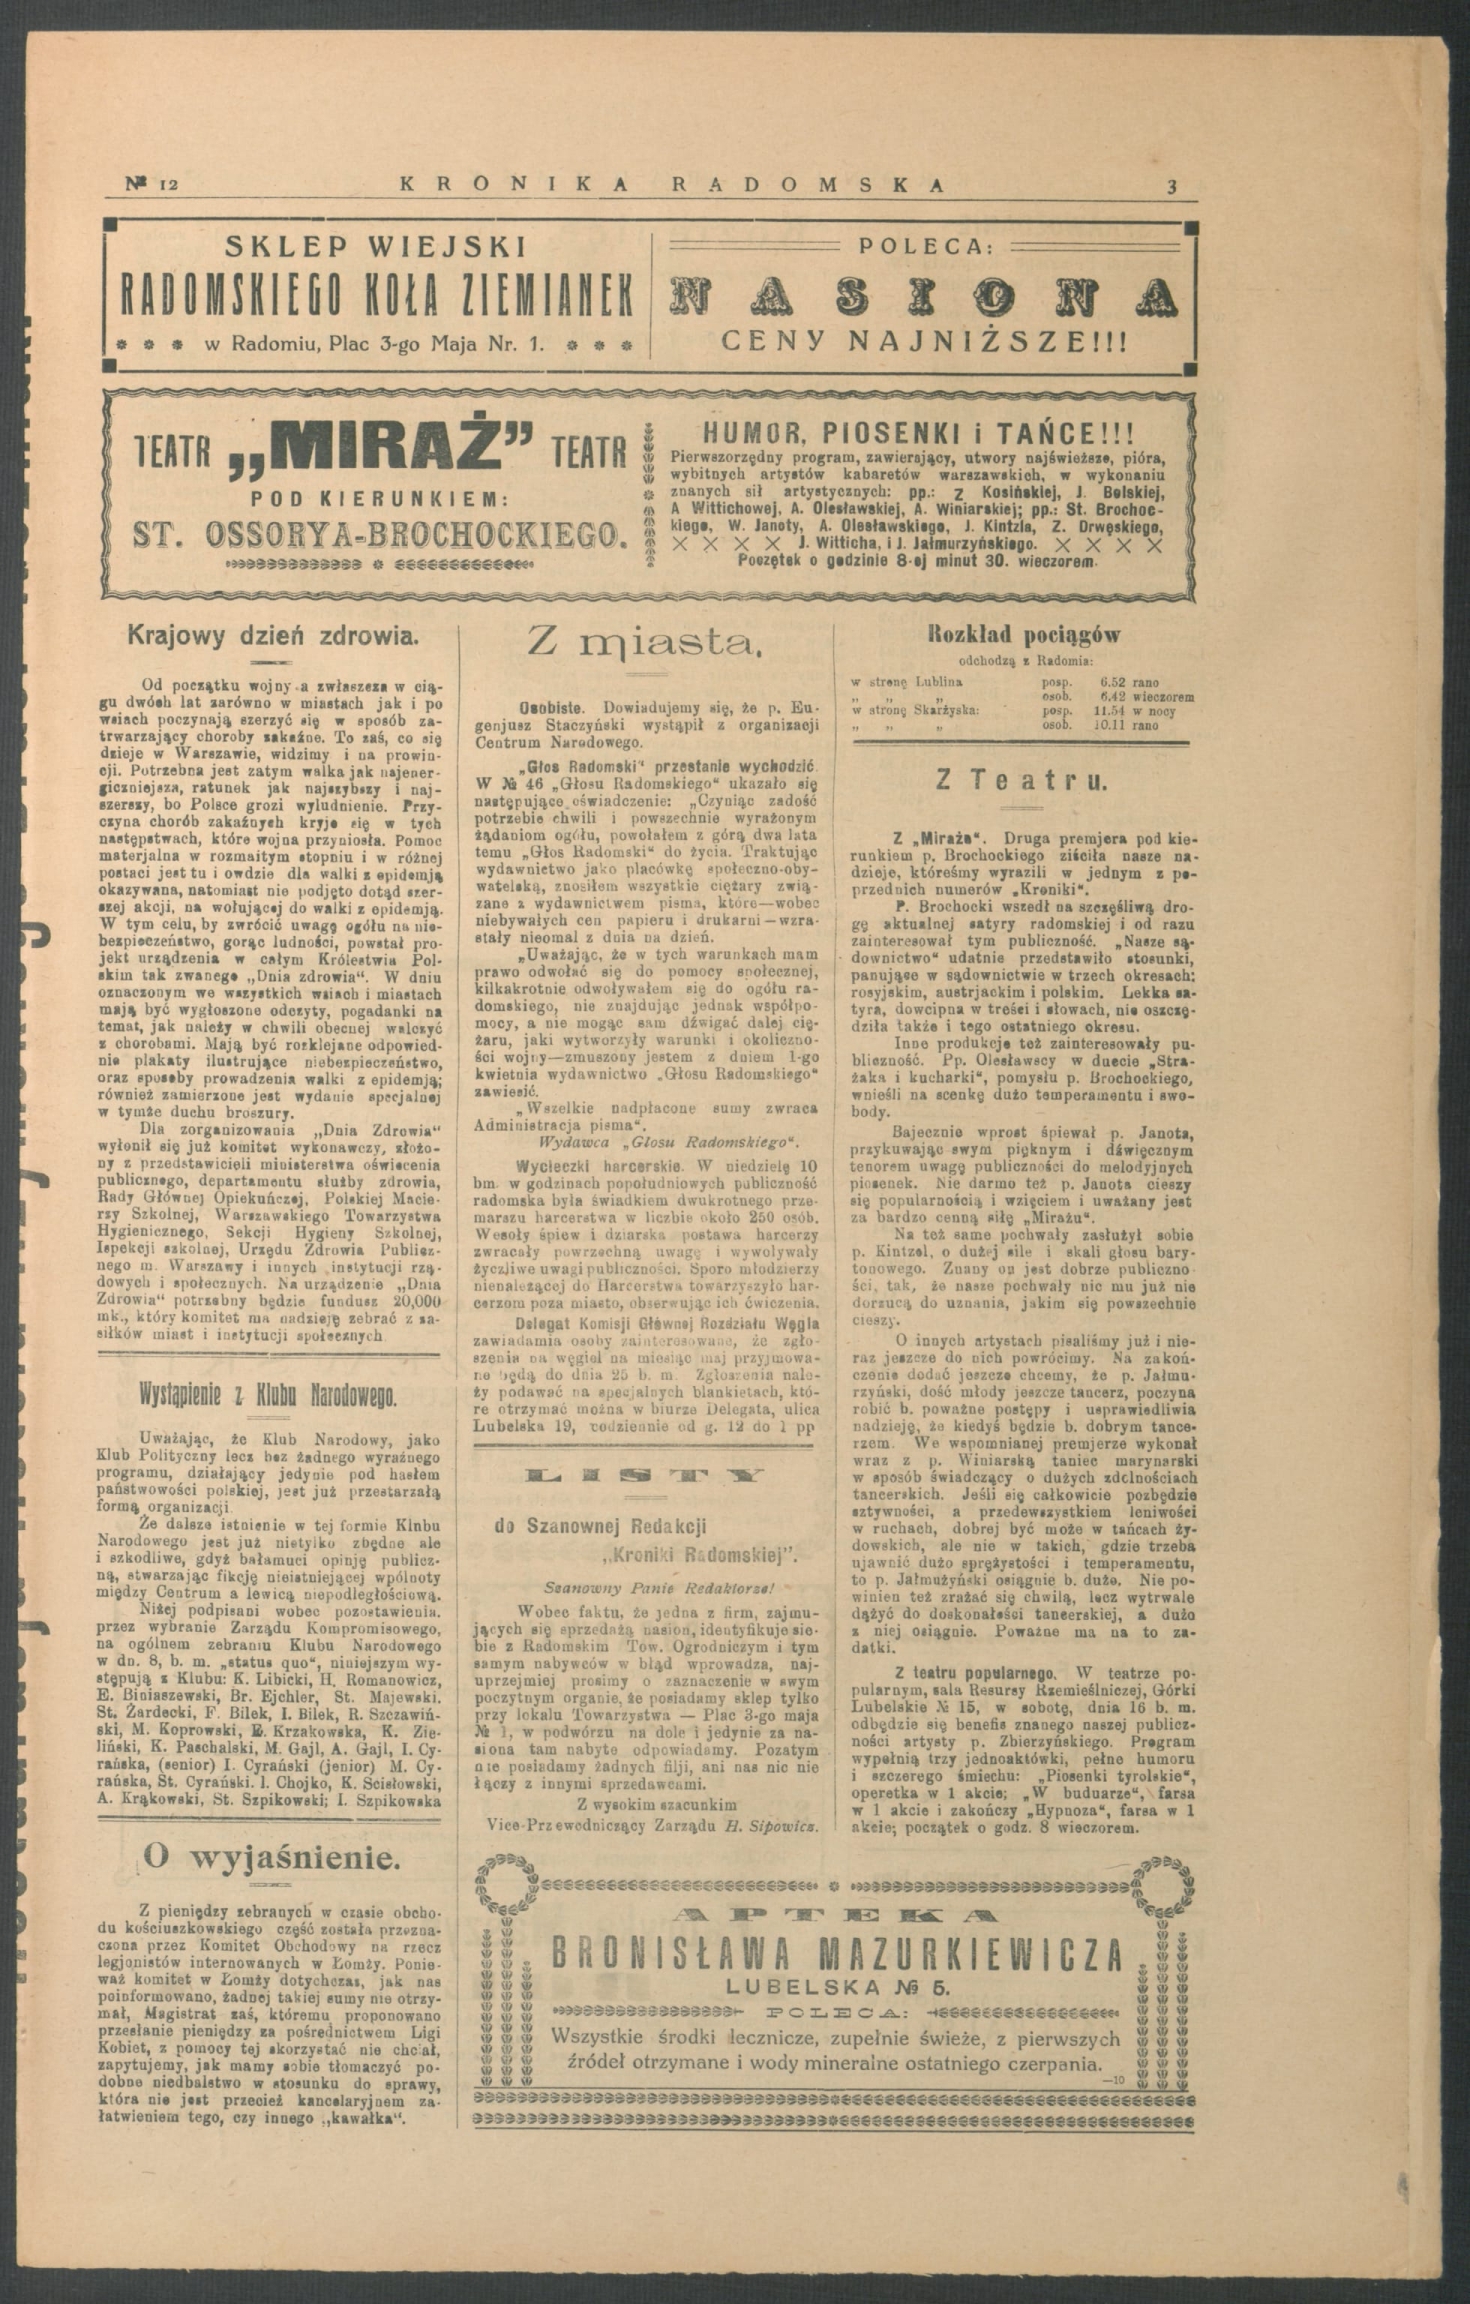 № 12
KRONIKA RADOMSKA
3
SKLEP WIEJSKI
RADOMSKIEGO KOŁA ZIEMIANEK
w Radomiu, Plac 3-go Maja Nr. 1.
POLECA:
NASIONA
CENY NAJNIŻSZE!!!
TEATR „MIRAŻ” TEATR
POD KIERUNKIEM:
ST. OSSORYA-BROCHOCKIEGO.
HUMOR, PIOSENKI i TAŃCE!!!
Pierwszorzędny program, zawierający, utwory najświeższe, pióra,
wybitnych artystów kabaretów warszawskich, w wykonaniu
znanych sił artystycznych: pp.: Z Kosińskiej, J. Belskiej,
A Wittichowej, A. Olesławskiej, A. Winiarskiej; pp.: St. Brochoc-
kiego, W. Janoty, A. Olesławskiego, J. Kintzla, Z. Drwęskiego,
J. Witticha, i J. Jałmurzyńskiego.
Początek o godzinie 8-ej minut 30. wieczorem.
Krajowy dzień zdrowia.
Od początku wojny a zwłaszcza w cią-
gu dwóch lat zarówno w miastach jak i po
wsiach poczynają szerzyć się w sposób za-
trwarzający choroby zakaźne. To zaś, co się
dzieje w Warszawie, widzimy i na prowin-
cji. Potrzebna jest zatym walka jak najener-
giczniejsza, ratunek jak najszybszy i naj-
szerszy, bo Polsce grozi wyludnienie. Przy-
czyna chorób zakaźnych kryje się w tych
następstwach, które wojna przyniosła. Pomoc
materjalna w rozmaitym stopniu i w różnej
postaci jest tu i owdzie dla walki z epidemją
okazywana, natomiast nie podjęto dotąd szer-
szej akcji, na wołującej do walki z epidemją.
W tym celu, by zwrócić uwagę ogółu na nie-
bezpieczeństwo, gorąc ludności, powstał pro-
jekt urządzenia w całym Królestwia Pol-
skim tak zwanego „Dnia zdrowia“. W dniu
oznaczonym we wszystkich wsiach i miastach
mają być wygłoszone odczyty, pogadanki na
temat, jak należy w chwili obecnej walczyć
z chorobami. Mają być rozklejane odpowied-
nie plakaty ilustrujące niebezpieczeństwo,
oraz sposoby prowadzenia walki z epidemją;
również zamierzone jest wydanie specjalnej
w tymże duchu broszury.
Dla zorganizowania „Dnia Zdrowia“
wyłonił się już komitet wykonawczy, złożo-
ny z przedstawicieli ministerstwa oświecenia
publicznego, departamentu służby zdrowia,
Rady Głównej Opiekuńczej, Polskiej Macie-
rzy Szkolnej, Warszawskiego Towarzystwa
Hygienicznego, Sekcji Hygieny Szkolnej,
Ispekcji szkolnej, Urzędu Zdrowia Publicz-
nego m. Warszawy i innych instytucji rzą-
dowych i społecznych. Na urządzenie „Dnia
Zdrowia“ potrzebny będzie fundusz 20,000
mk., który komitet ma nadzieję zebrać z za-
siłków miast i instytucji społecznych
Wystąpienie z Klubu Narodowego.
Uważając, że Klub Narodowy, jako
Klub Polityczny lecz bez żadnego wyraźnego
programu, działający jedynie pod hasłem
państwowości polskiej, jest już przestarzałą
formą organizacji.
Że dalsze istnienie w tej formie Klnbu
Narodowego jest już nietylko zbędne ale
i szkodliwe, gdyż bałamuci opinję publicz-
ną, stwarzając fikcję nieistniejącej wpólnoty
między Centrum a lewicą niepodległościową.
Niżej podpisani wobec pozostawienia.
przez wybranie Zarządu Kompromisowego,
na ogólnem zebraniu Klubu Narodowego
w dn. 8, b. m. „status quo“, niniejszym wy-
stępują z Klubu: K. Libicki, H. Romanowicz,
E. Biniaszewski, Br. Ejchler, St. Majewski.
St. Żardecki, F. Bilek, I. Bilek, R. Szczawiń-
ski, M. Koprowski, E. Krzakowska, K. Zie-
liński, K. Paschalski, M. Gajl, A. Gajl, I. Cy-
rańska, (senior) I. Cyrański (jenior) M. Cy-
rańska, St. Cyrański. I. Chojko, K. Scisłowski,
A. Krąkowski, St. Szpikowski; I. Szpikowska
O wyjaśnienie.
Z pieniędzy zebranych w czasie obcho-
du kościuszkowskiego część została przezna-
czona przez Komitet Obchodowy na rzecz
legjonistów internowanych w Łomży. Ponie-
waż komitet w Łomży dotychczas, jak nas
poinformowano, żadnej takiej sumy nie otrzy-
mał, Magistrat zaś, któremu proponowano
przesłanie pieniędzy za pośrednictwem Ligi
Kobiet, z pomocy tej skorzystać nie chciał,
zapytujemy, jak mamy sobie tłomaczyć po-
dobne niedbalstwo w stosunku do sprawy,
która nie jest przecież kancelaryjnem za-
łatwieniem tego, czy innego „kawałka“.
Z miasta.
Osobiste. Dowiadujemy się, że p. Eu-
genjusz Staczyński wystąpił z organizacji
Centrum Narodowego.
„Głos Radomski“ przestanie wychodzić.
W № 46 „Głosu Radomskiego“ ukazało się
następujące oświadczenie: „Czyniąc zadość
potrzebie chwili i powszechnie wyrażonym
żądaniom ogółu, powołałem z górą dwa lata
temu „Głos Radomski“ do życia. Traktując
wydawnictwo jako placówkę społeczno-oby-
watelską, znosiłem wszystkie ciężary zwią-
zane z wydawnictwem pisma, które—wobec
niebywałych cen papieru i drukarni—wzra-
stały nieomal z dnia na dzień.
„Uważając, że w tych warunkach mam
prawo odwołać się do pomocy społecznej,
kilkakrotnie odwoływałem się do ogółu ra-
domskiego, nie znajdując jednak współpo-
mocy, a nie mogąc sam dźwigać dalej cię-
żaru, jaki wytworzyły warunki i okoliczno-
ści wojny—zmuszony jestem z dniem 1-go
kwietnia wydawnictwo „Głosu Radomskiego“
zawiesić.
„Wszelkie nadpłacone sumy zwraca
Administracja pisma“.
Wydawca „Głosu Radomskiego“.
Wycieczki harcerskie. W niedzielę 10
bm. w godzinach popołudniowych publiczność
radomska była świadkiem dwukrotnego prze-
marszu harcerstwa w liczbie około 250 osób.
Wesoły śpiew i dziarska postawa harcerzy
zwracały powrzechną uwagę i wywoływały
życzliwe uwagi publiczności. Sporo młodzierzy
nienależącej do Harcerstwa towarzyszyło har-
cerzom poza miasto, obserwując ich ćwiczenia.
Delegat Komisji Głównej Rozdziału Węgla
zawiadamia osoby zainteresowane, że zgło-
szenia na węgiel na miesiąc maj przyjmowa-
ne będą do dnia 25 b. m. Zgłoszenia nale-
ży podawać na specjalnych blankietach, któ-
re otrzymać można w biurze Delegata, ulica
Lubelska 19, codziennie od g. 12 do 1 pp
LISTY
do Szanownej Redakcji
„Kroniki Radomskiej”.
Szanowny Panie Redaktorze!
Wobec faktu, że jedna z firm, zajmu-
jących się sprzedażą nasion, identyfikuje sie-
bie z Radomskim Tow. Ogrodniczym i tym
samym nabywców w błąd wprowadza, naj-
uprzejmiej prosimy o zaznaczenie w swym
poczytnym organie, że posiadamy sklep tylko
przy lokalu Towarzystwa — Plac 3-go maja
№ 1, w podwórzu na dole i jedynie za na-
siona tam nabyte odpowiadamy. Pozatym
nie posiadamy żadnych filji, ani nas nic nie
łączy z innymi sprzedawcami.
Z wysokim szacunkim
Vice-Przewodniczący Zarządu H. Sipowicz.
Rozkład pociągów
odchodzą z Radomia:
w stronę Lublina posp. 6.52 rano
„ „ „ osob. 6.42 wieczorem
w stronę Skarżyska: posp. 11.54 w nocy
„ „ „ osob. 10.11 rano
Z Teatru.
Z „Miraża“. Druga premjera pod kie-
runkiem p. Brochockiego ziściła nasze na-
dzieje, któreśmy wyrazili w jednym z po-
przednich numerów „Kroniki“.
P. Brochocki wszedł na szczęśliwą dro-
gę aktualnej satyry radomskiej i od razu
zainteresował tym publiczność. „Nasze są-
downictwo“ udatnie przedstawiło stosunki,
panujące w sądownictwie w trzech okresach:
rosyjskim, austrjackim i polskim. Lekka sa-
tyra, dowcipna w treści i słowach, nie oszczę-
dziła także i tego ostatniego okresu.
Inne produkcje też zainteresowały pu-
bliczność. Pp. Olesławscy w duecie „Stra-
żaka i kucharki“, pomysłu p. Brochockiego,
wnieśli na scenkę dużo temperamentu i swo-
body.
Bajecznie wprost śpiewał p. Janota,
przykuwając swym pięknym i dźwięcznym
tenorem uwagę publiczności do melodyjnych
piosenek. Nie darmo też p. Janota cieszy
się popularnością i wzięciem i uważany jest
za bardzo cenną siłę „Mirażu“.
Na też same pochwały zasłużył sobie
p. Kintzel, o dużej sile i skali głosu bary-
tonowego. Znany on jest dobrze publiczno
ści, tak, że nasze pochwały nic mu już nie
dorzucą do uznania, jakim się powszechnie
cieszy.
O innych artystach pisaliśmy już i nie-
raz jeszcze do nich powrócimy. Na zakoń-
czenie dodać jeszcze chcemy, że p. Jałmu-
rzyński, dość młody jeszcze tancerz, poczyna
robić b. poważne postępy i usprawiedliwia
nadzieję, że kiedyś będzie b. dobrym tance-
rzem. We wspomnianej premjerze wykonał
wraz z p. Winiarską taniec marynarski
w sposób świadczący o dużych zdclnościach
tancerskich. Jeśli się całkowicie pozbędzie
sztywności, a przedewszystkiem leniwości
w ruchach, dobrej być może w tańcach ży-
dowskich, ale nie w takich, gdzie trzeba
ujawnić dużo sprężystości i temperamentu,
to p. Jałmużyński osiągnie b. dużo. Nie po-
winien też zrażać się chwilą, lecz wytrwale
dążyć do doskonałości tancerskiej, a dużo
z niej osiągnie. Poważne ma na to za-
datki.
Z teatru popularnego. W teatrze po-
pularnym, sala Resursy Rzemieślniczej, Górki
Lubelskie № 15, w sobotę, dnia 16 b. m.
odbędzie się benefis znanego naszej publicz-
ności artysty p. Zbierzyńskiego. Program
wypełnią trzy jednoaktówki, pełne humoru
i szczerego śmiechu: „Piosenki tyrolskie“,
operetka w 1 akcie; „W buduarze“, farsa
w 1 akcie i zakończy „Hypnoza“, farsa w 1
akcie; początek o godz. 8 wieczorem.
APTEKA
BRONISŁAWA MAZURKIEWICZA
LUBELSKA № 5.
POLECA:
Wszystkie środki lecznicze, zupełnie świeże, z pierwszych
źródeł otrzymane i wody mineralne ostatniego czerpania.
—10